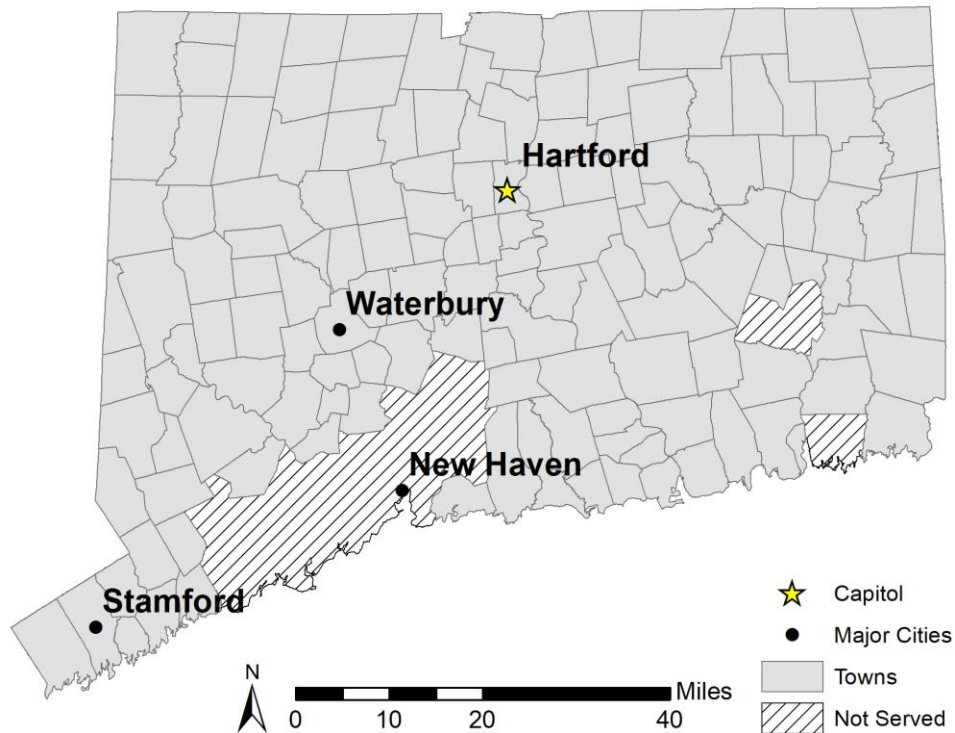 Hartford
Waterbury
New Haven
Stamford
Capitol
Major Cities
Towns
Not Served
N
Miles
0 10 20 40